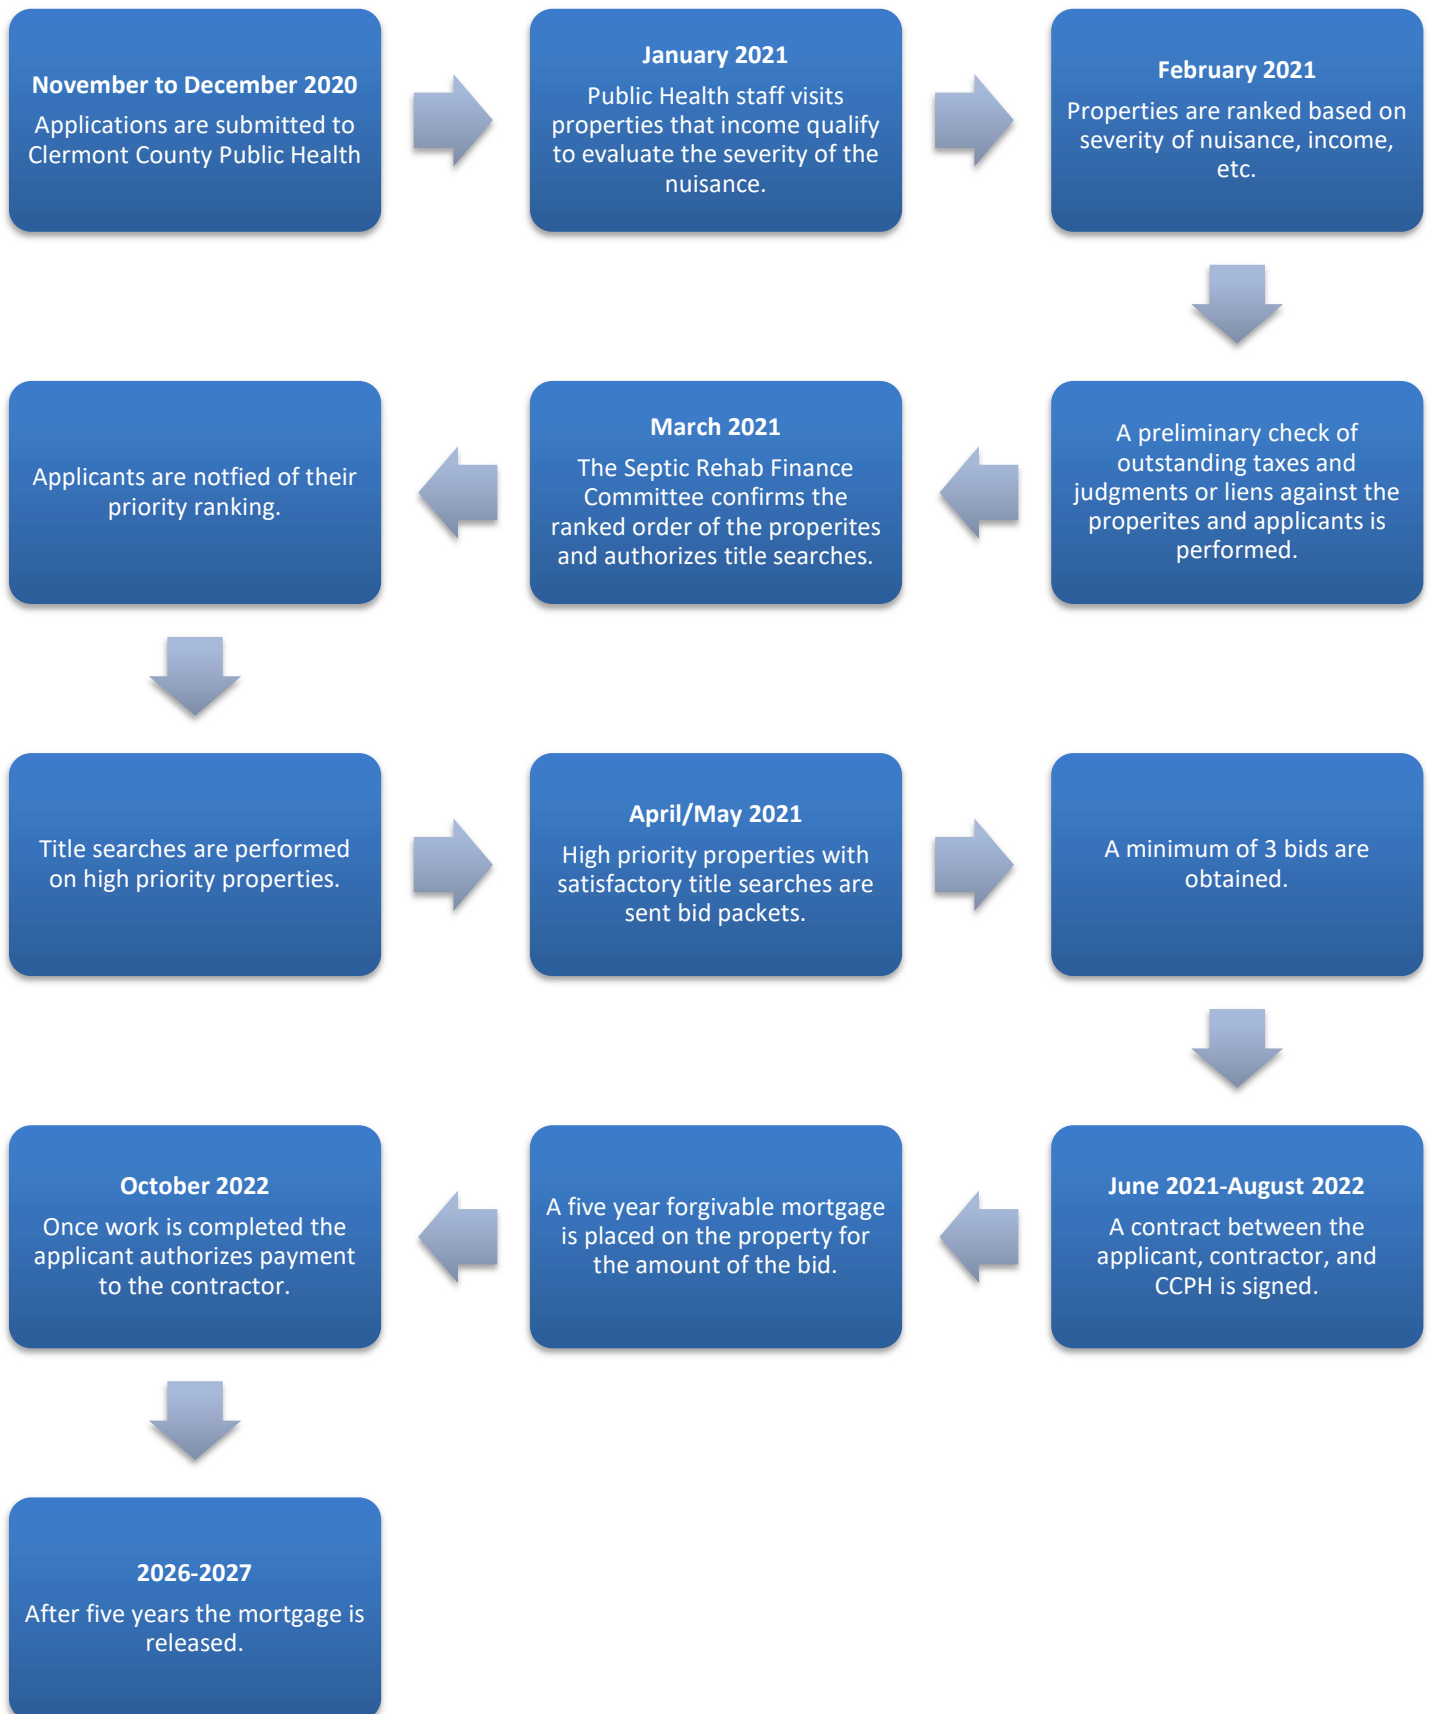 November to December 2020
Applications are submitted to
Clermont County Public Health
January 2021
Public Health staff visits
properties that income qualify
to evaluate the severity of the
nuisance.
February 2021
Properties are ranked based on
severity of nuisance, income,
etc.
A preliminary check of
outstanding taxes and
judgments or liens against the
properites and applicants is
performed.
March 2021
The Septic Rehab Finance
Committee confirms the
ranked order of the properites
and authorizes title searches.
Applicants are notfied of their
priority ranking.
Title searches are performed
on high priority properties.
April/May 2021
High priority properties with
satisfactory title searches are
sent bid packets.
A minimum of 3 bids are
obtained.
June 2021-August 2022
A contract between the
applicant, contractor, and
CCPH is signed.
A five year forgivable mortgage
is placed on the property for
the amount of the bid.
October 2022
Once work is completed the
applicant authorizes payment
to the contractor.
2026-2027
After five years the mortgage is
released.